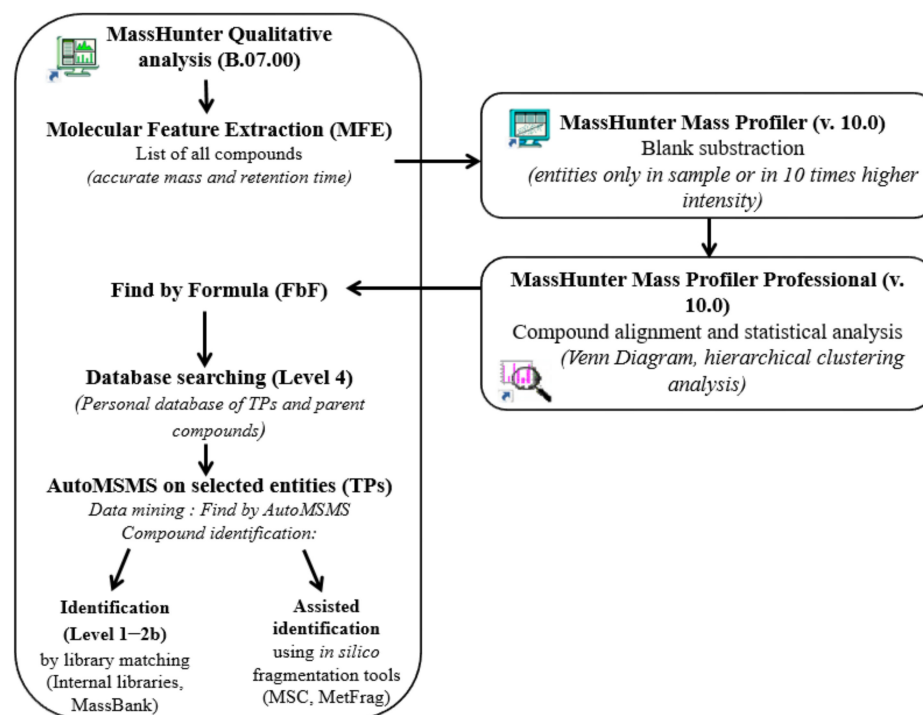 MassHunter Qualitative
analysis (B.07.00)
Molecular Feature Extraction (MFE)
List of all compounds
(accurate mass and retention time)
MassHunter Mass Profiler (v. 10.0)
Blank substraction
(entities only in sample or in 10 times higher
intensity)
MassHunter Mass Profiler Professional (v.
10.0)
Compound alignment and statistical analysis
(Venn Diagram, hierarchical clustering
analysis)
Find by Formula (FbF)
Database searching (Level 4)
(Personal database of TPs and parent
compounds)
AutoMSMS on selected entities (TPs)
Data mining : Find by AutoMSMS
Compound identification:
Identification
(Level 1–2b)
by library matching
(Internal libraries,
MassBank)
Assisted
identification
using in silico
fragmentation tools
(MSC, MetFrag)